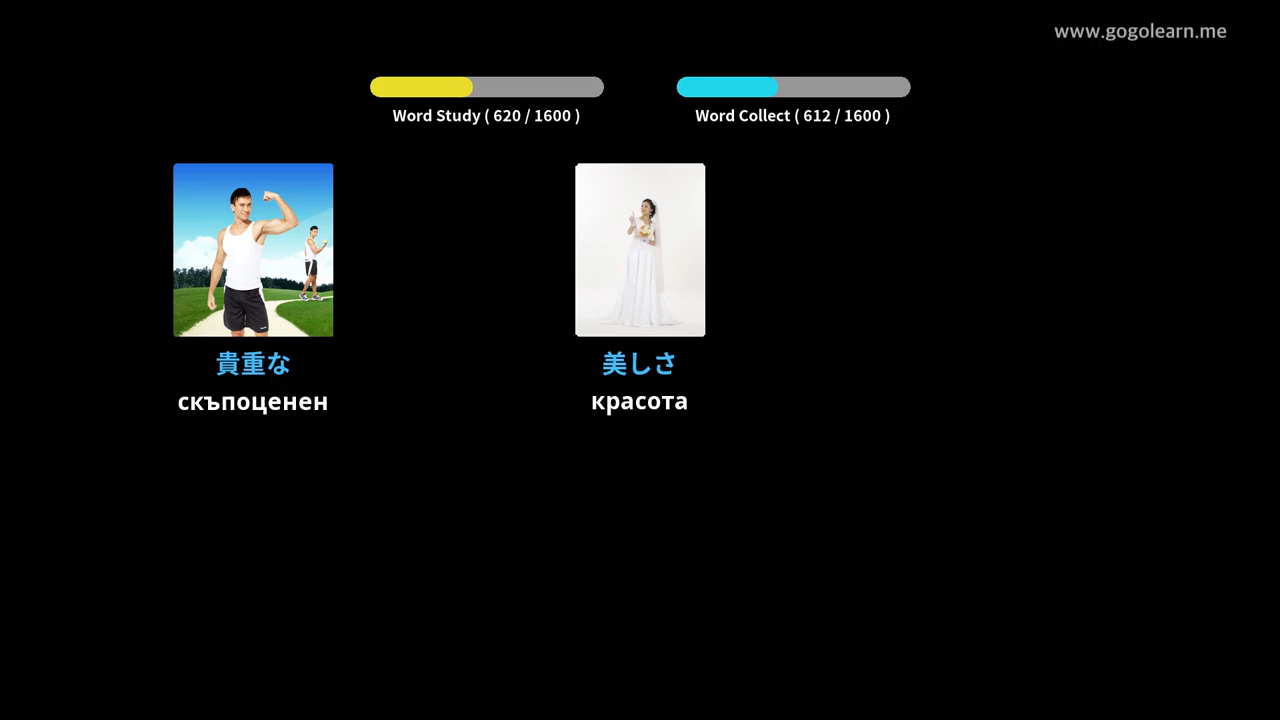 www.gogolearn.me
Word Study ( 620 / 1600 )
Word Collect ( 612 / 1600 )
貴重な
美しさ
скъпоценен
красота